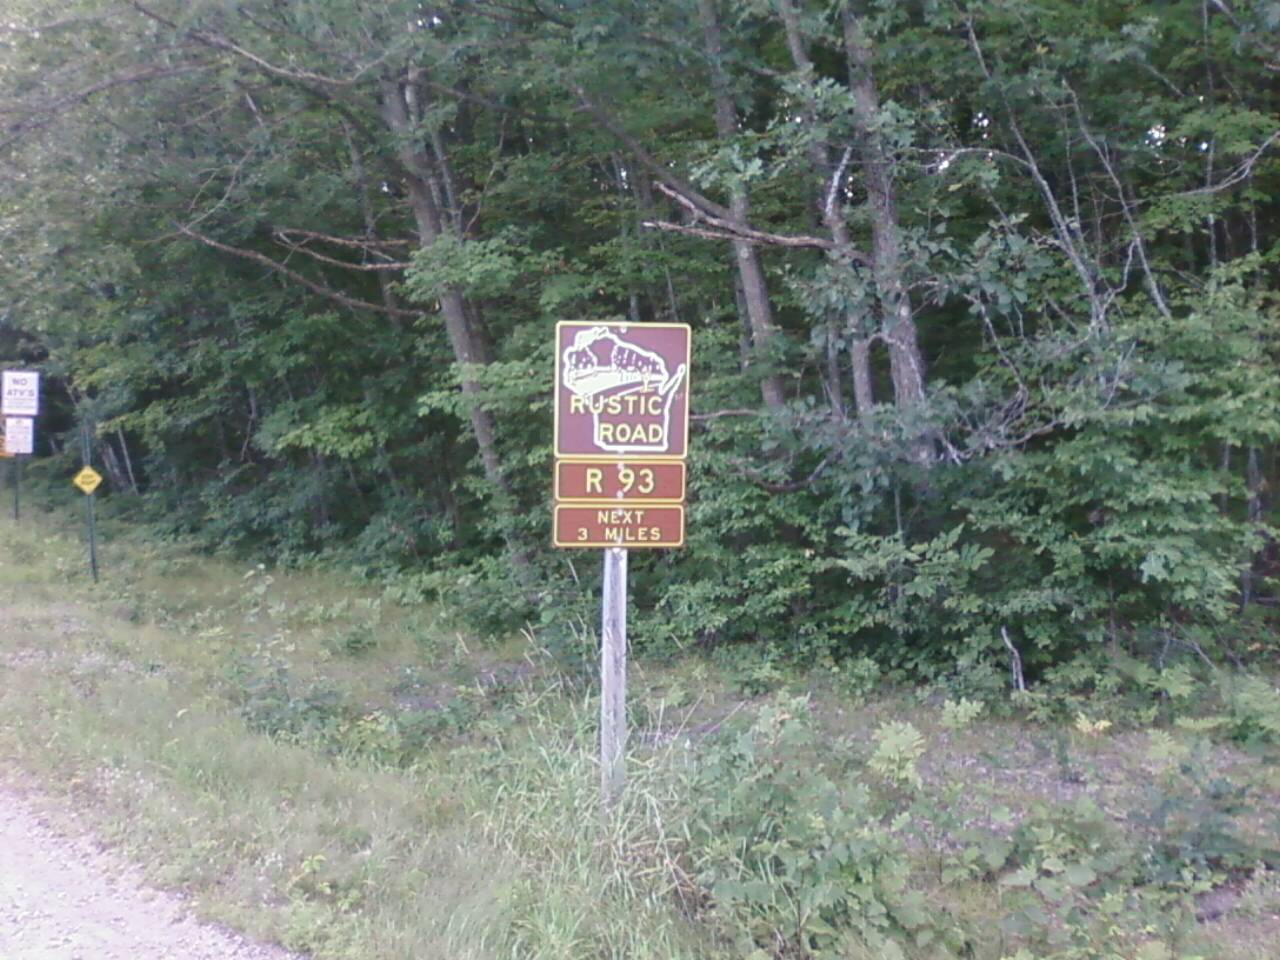 NO
ATV'S
RUSTIC
ROAD
R 93
NEXT
3 MILES